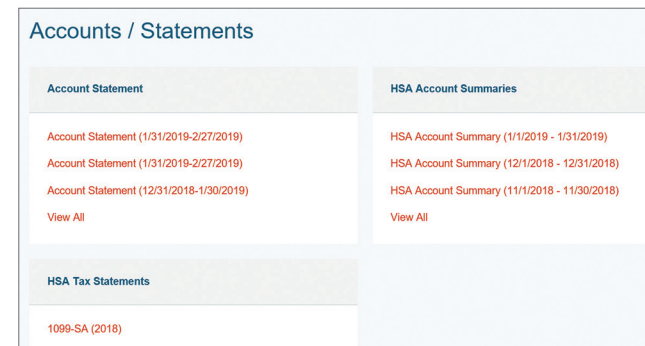 Accounts / Statements
Account Statement
Account Statement (1/31/2019-2/27/2019)
Account Statement (1/31/2019-2/27/2019)
Account Statement (12/31/2018-1/30/2019)
View All
HSA Account Summaries
HSA Account Summary (1/1/2019 - 1/31/2019)
HSA Account Summary (12/1/2018 - 12/31/2018)
HSA Account Summary (11/1/2018 - 11/30/2018)
View All
HSA Tax Statements
1099-SA (2018)